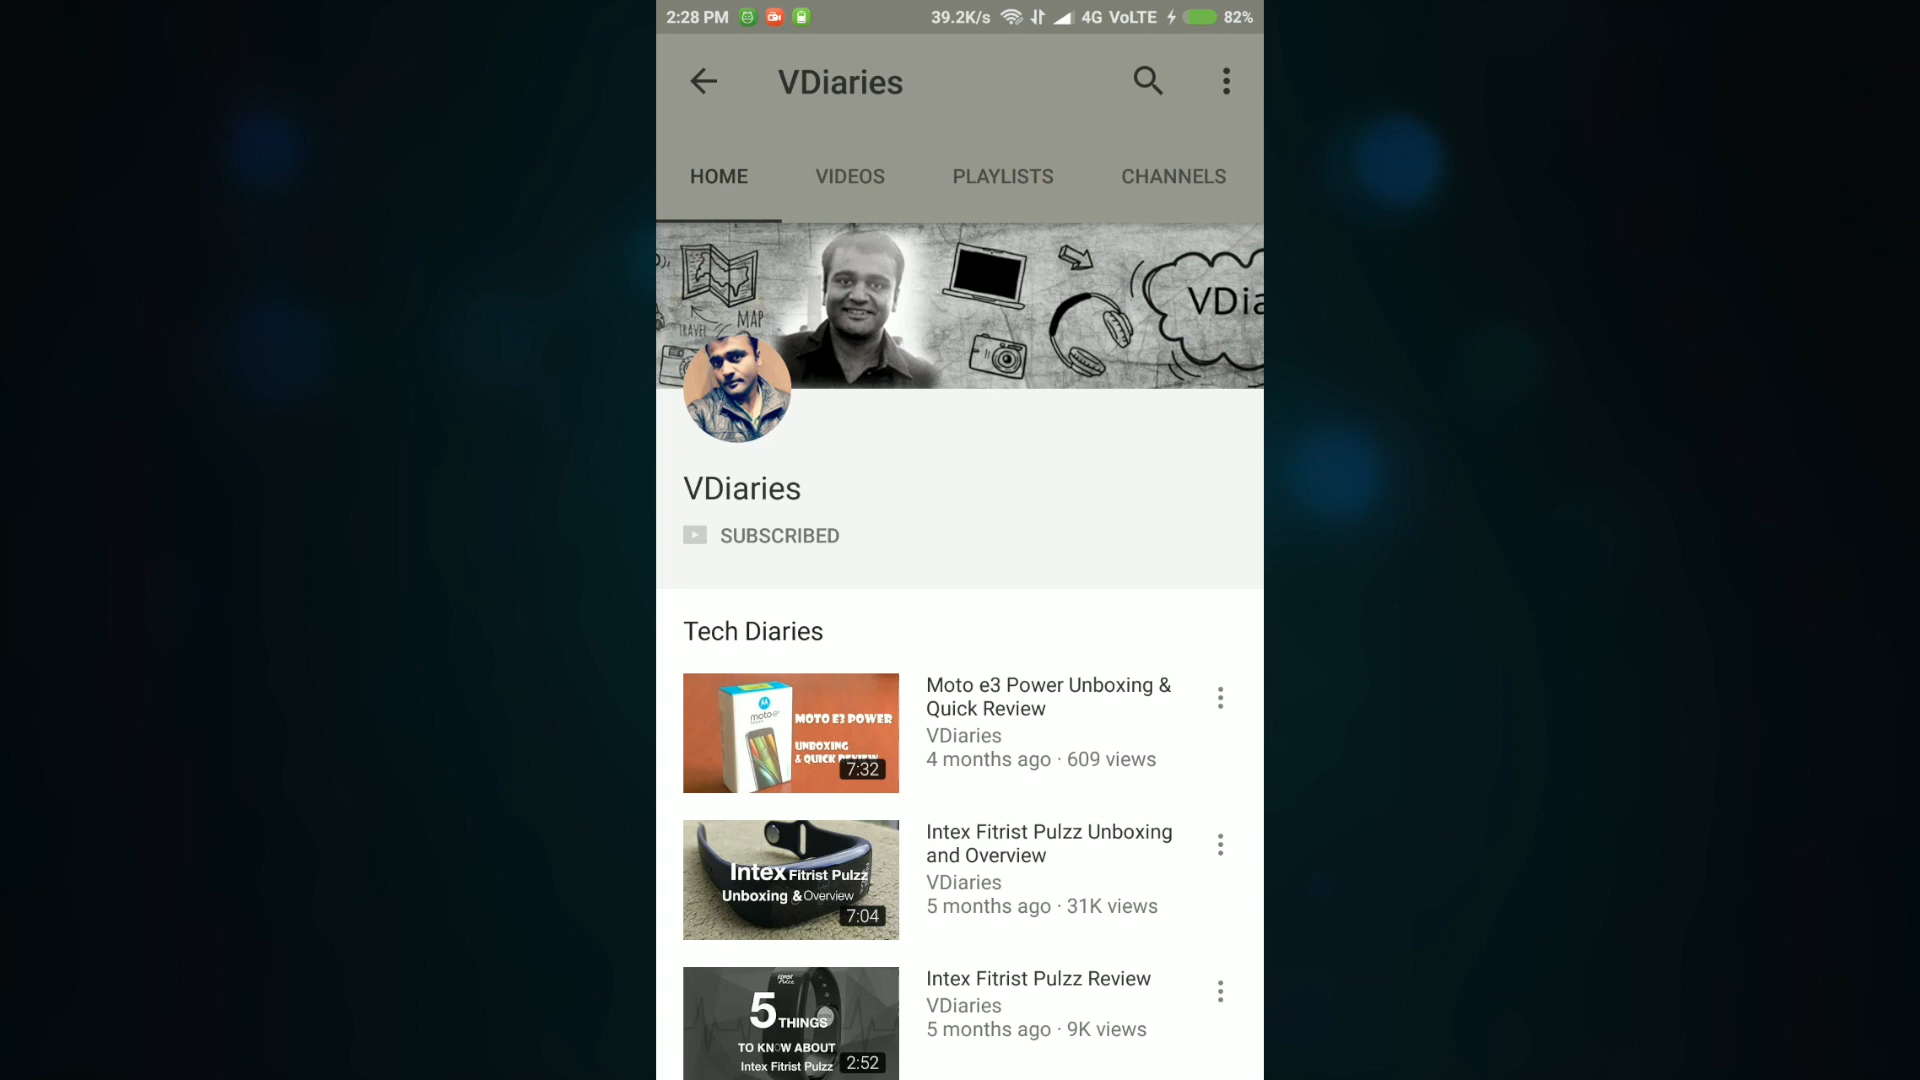 2:28 PM 39.2K/s 4G VoLTE 82%
VDiaries
HOME VIDEOS PLAYLISTS CHANNELS
MAP
TRAVEL
VDia
VDiaries
SUBSCRIBED
Tech Diaries
moto e3
MOTO E3 POWER
UNBOXING
& QUICK REVIEW
7:32
Moto e3 Power Unboxing &
Quick Review
VDiaries
4 months ago · 609 views
Intex Fitrist Pulzz
Unboxing & Overview
7:04
Intex Fitrist Pulzz Unboxing
and Overview
VDiaries
5 months ago · 31K views
5 THINGS
TO KNOW ABOUT
Intex Fitrist Pulzz
2:52
Intex Fitrist Pulzz Review
VDiaries
5 months ago · 9K views